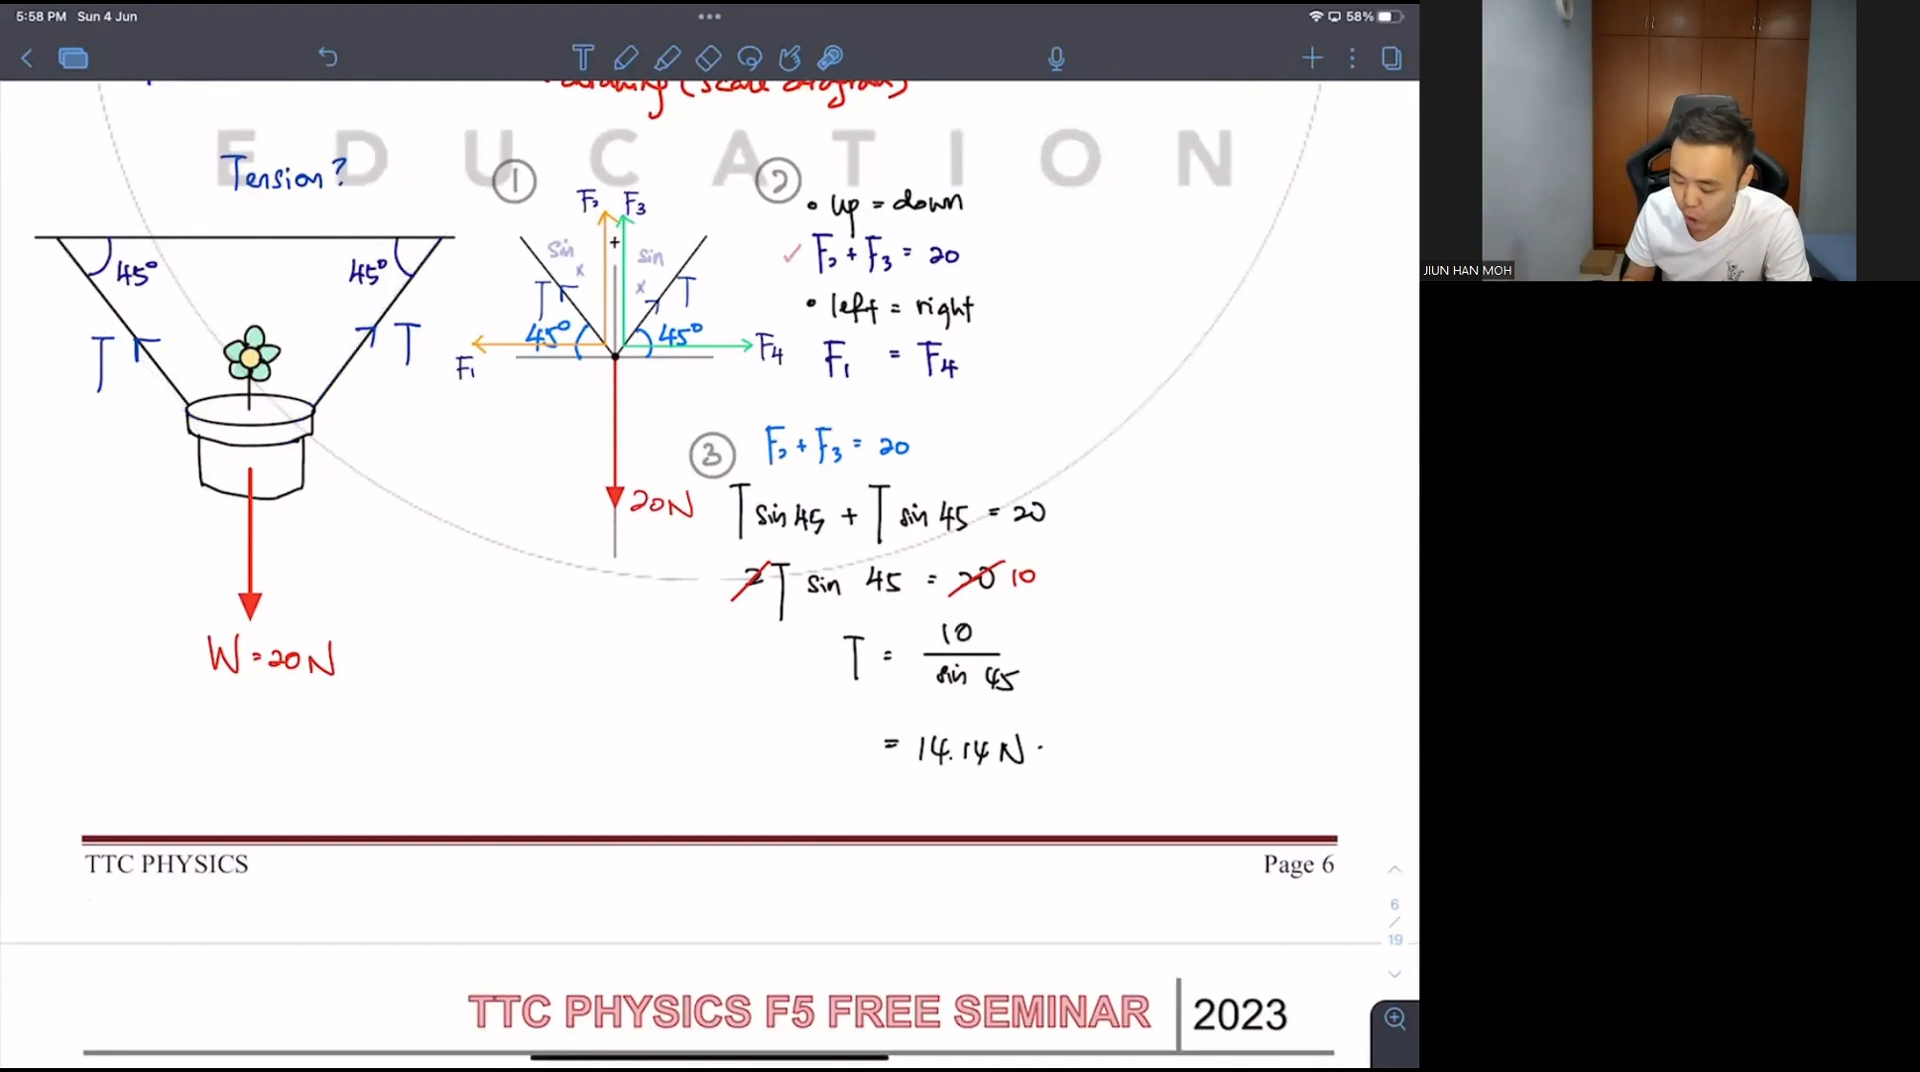 5:58 PM Sun 4 Jun
58%
drawing (scale diagram)
EDUCATION
Tension?
45°
45°
T
T
W = 20N
1
F₂
F₃
+
sin
sin
x
x
T
T
45°
45°
F₁
F₄
20N
2
• up = down
✓ F₂ + F₃ = 20
• left = right
F₁ = F₄
3
F₂ + F₃ = 20
T sin 45 + T sin 45 = 20
2T sin 45 = 20 10
T = 10 / sin 45
= 14.14 N.
TTC PHYSICS
Page 6
6
/
19
TTC PHYSICS F5 FREE SEMINAR
2023
JIUN HAN MOH